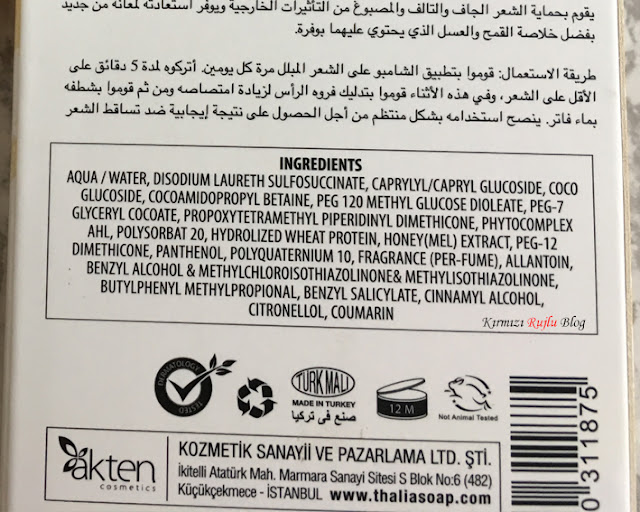 يقوم بحماية الشعر الجاف والتالف والمصبوغ من التأثيرات الخارجية ويوفر استعادته لمعانه من جديد
بفضل خلاصة القمح والعسل الذي يحتوي عليهما بوفرة.
طريقة الاستعمال: قوموا بتطبيق الشامبو على الشعر المبلل مرة كل يومين. أتركوه لمدة 5 دقائق على
الأقل على الشعر، وفي هذه الأثناء قوموا بتدليك فروه الرأس لزيادة امتصاصه ومن ثم قوموا بشطفه
بماء فاتر. ينصح استخدامه بشكل منتظم من أجل الحصول على نتيجة إيجابية ضد تساقط الشعر
INGREDIENTS
AQUA / WATER, DISODIUM LAURETH SULFOSUCCINATE, CAPRYLYL/CAPRYL GLUCOSIDE, COCO
GLUCOSIDE, COCOAMIDOPROPYL BETAINE, PEG 120 METHYL GLUCOSE DIOLEATE, PEG-7
GLYCERYL COCOATE, PROPOXYTETRAMETHYL PIPERIDINYL DIMETHICONE, PHYTOCOMPLEX
AHL, POLYSORBAT 20, HYDROLIZED WHEAT PROTEIN, HONEY(MEL) EXTRACT, PEG-12
DIMETHICONE, PANTHENOL, POLYQUATERNIUM 10, FRAGRANCE (PER-FUME), ALLANTOIN,
BENZYL ALCOHOL & METHYLCHLOROISOTHIAZOLINONE& METHYLISOTHIAZOLINONE,
BUTYLPHENYL METHYLPROPIONAL, BENZYL SALICYLATE, CINNAMYL ALCOHOL,
CITRONELLOL, COUMARIN
Kırmızı Rujlu Blog
DERMATOLOGY
TESTED
TURK MALI
MADE IN TURKEY
صنع في تركيا
12 M
Not Animal Tested
akten
cosmetics
KOZMETİK SANAYİİ VE PAZARLAMA LTD. ŞTİ.
İkitelli Atatürk Mah. Marmara Sanayi Sitesi S Blok No:6 (482)
Küçükçekmece - İSTANBUL www.thaliasoap.com
0 311875